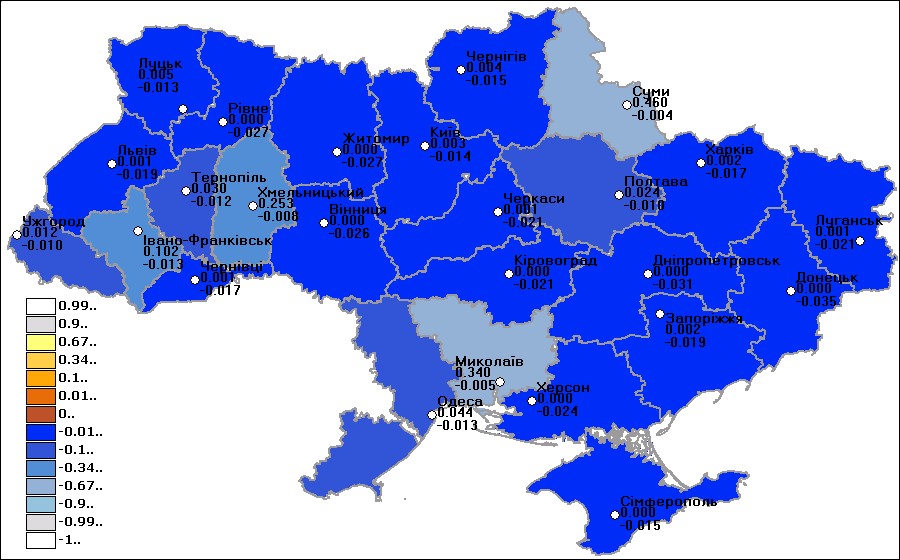 Чернігів
0.004
-0.015
Луцьк
0.005
-0.013
Суми
0.460
-0.004
Рівне
0.000
-0.027
Житомир
0.000
-0.027
Київ
0.003
-0.014
Харків
0.002
-0.017
Львів
0.001
-0.019
Тернопіль
0.030
-0.012
Хмельницький
0.253
-0.008
Полтава
0.024
-0.010
Черкаси
0.001
-0.021
Вінниця
0.000
-0.026
Ужгород
0.012
-0.010
Луганськ
0.001
-0.021
Івано-Франківськ
0.102
-0.013
Чернівці
0.001
-0.017
Кіровоград
0.000
-0.021
Дніпропетровськ
0.000
-0.031
Донецьк
0.000
-0.035
Запоріжжя
0.002
-0.019
Миколаїв
0.340
-0.005
Херсон
0.000
-0.024
Одеса
0.044
-0.013
Сімферополь
0.000
-0.015
0.99..
0.9..
0.67..
0.34..
0.1..
0.01..
0..
-0.01..
-0.1..
-0.34..
-0.67..
-0.9..
-0.99..
-1..